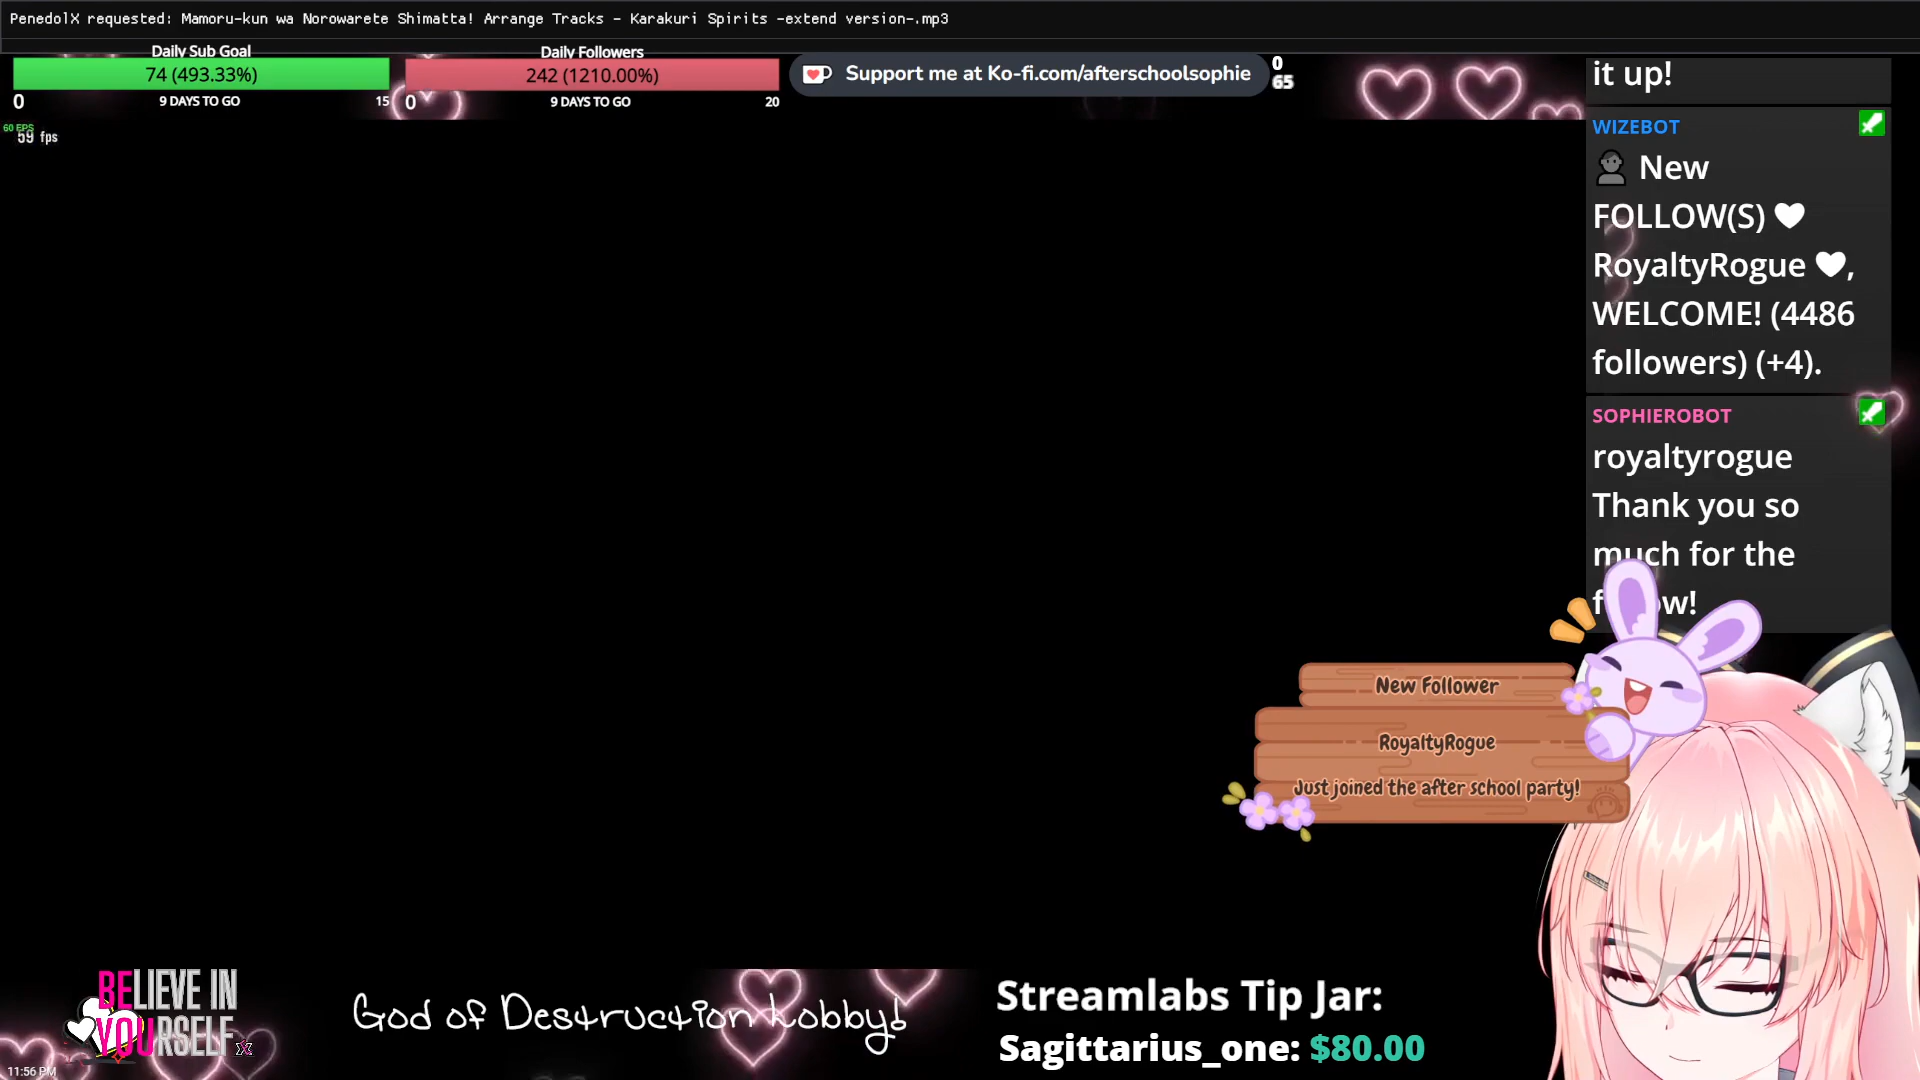 PenedolX requested: Mamoru-kun wa Norowarete Shimatta! Arrange Tracks - Karakuri Spirits -extend version-.mp3
Daily Sub Goal
74 (493.33%)
0
9 DAYS TO GO
15
Daily Followers
242 (1210.00%)
0
9 DAYS TO GO
20
Support me at Ko-fi.com/afterschoolsophie
0
65
60 FPS
59 fps
it up!
WIZEBOT
New
FOLLOW(S) 🤍
RoyaltyRogue 🤍,
WELCOME! (4486
followers) (+4).
SOPHIEROBOT
royaltyrogue
Thank you so
much for the
New Follower
RoyaltyRogue
Just joined the after school party!
BELIEVE IN
YOURSELF
God of Destruction Lobby!
Streamlabs Tip Jar:
Sagittarius_one: $80.00
11:56 PM